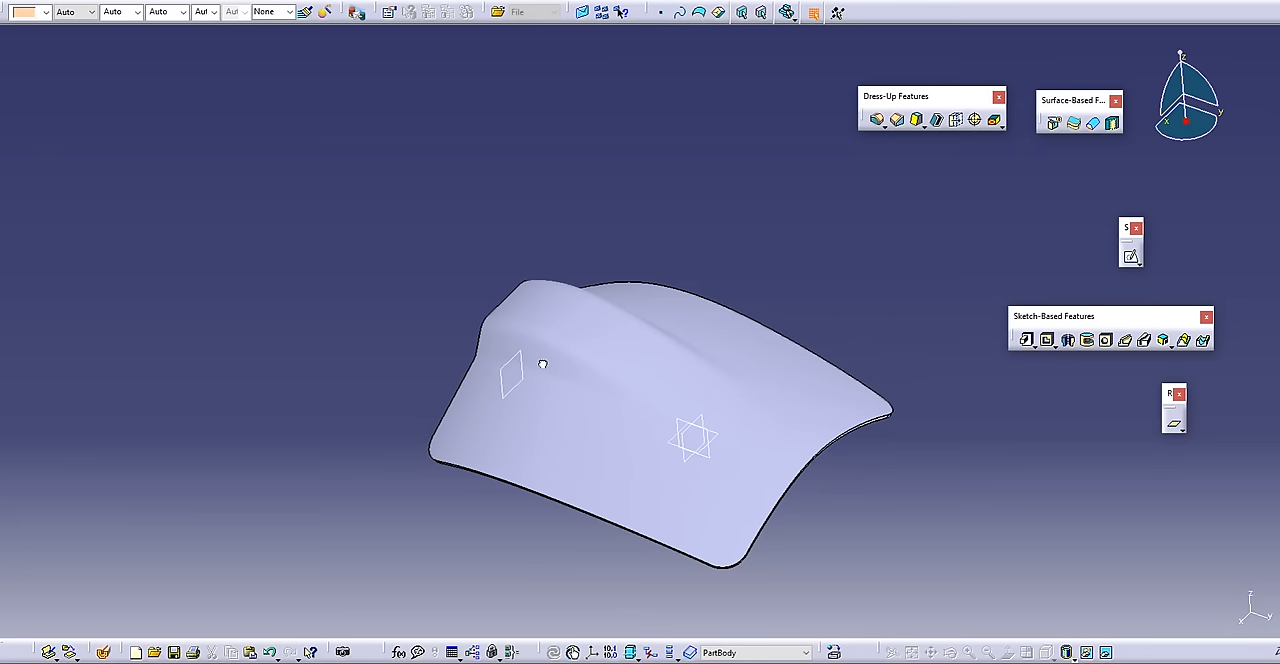 Auto Auto Auto Aut Aut None File
Dress-Up Features
Surface-Based F...
z
y
x
S
Sketch-Based Features
R
z
x y
f(x) PartBody